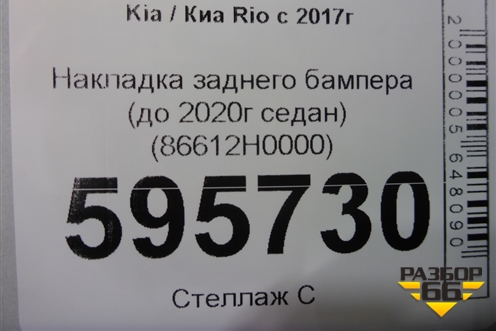 Kia / Киа Rio с 2017г
Накладка заднего бампера
(до 2020г седан)
(86612H0000)
595730
Стеллаж С
2000005648090
РАЗБОР
66